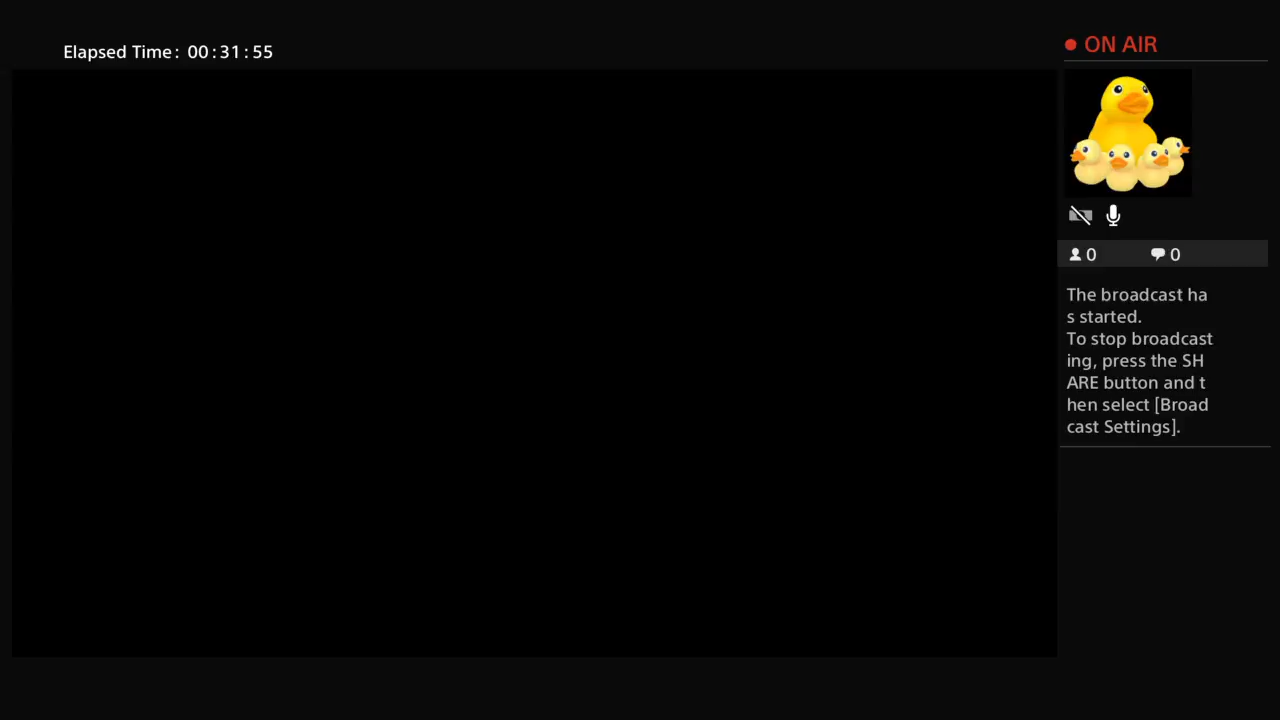 Elapsed Time: 00:31:55
ON AIR
0 0
The broadcast ha
s started.
To stop broadcast
ing, press the SH
ARE button and t
hen select [Broad
cast Settings].